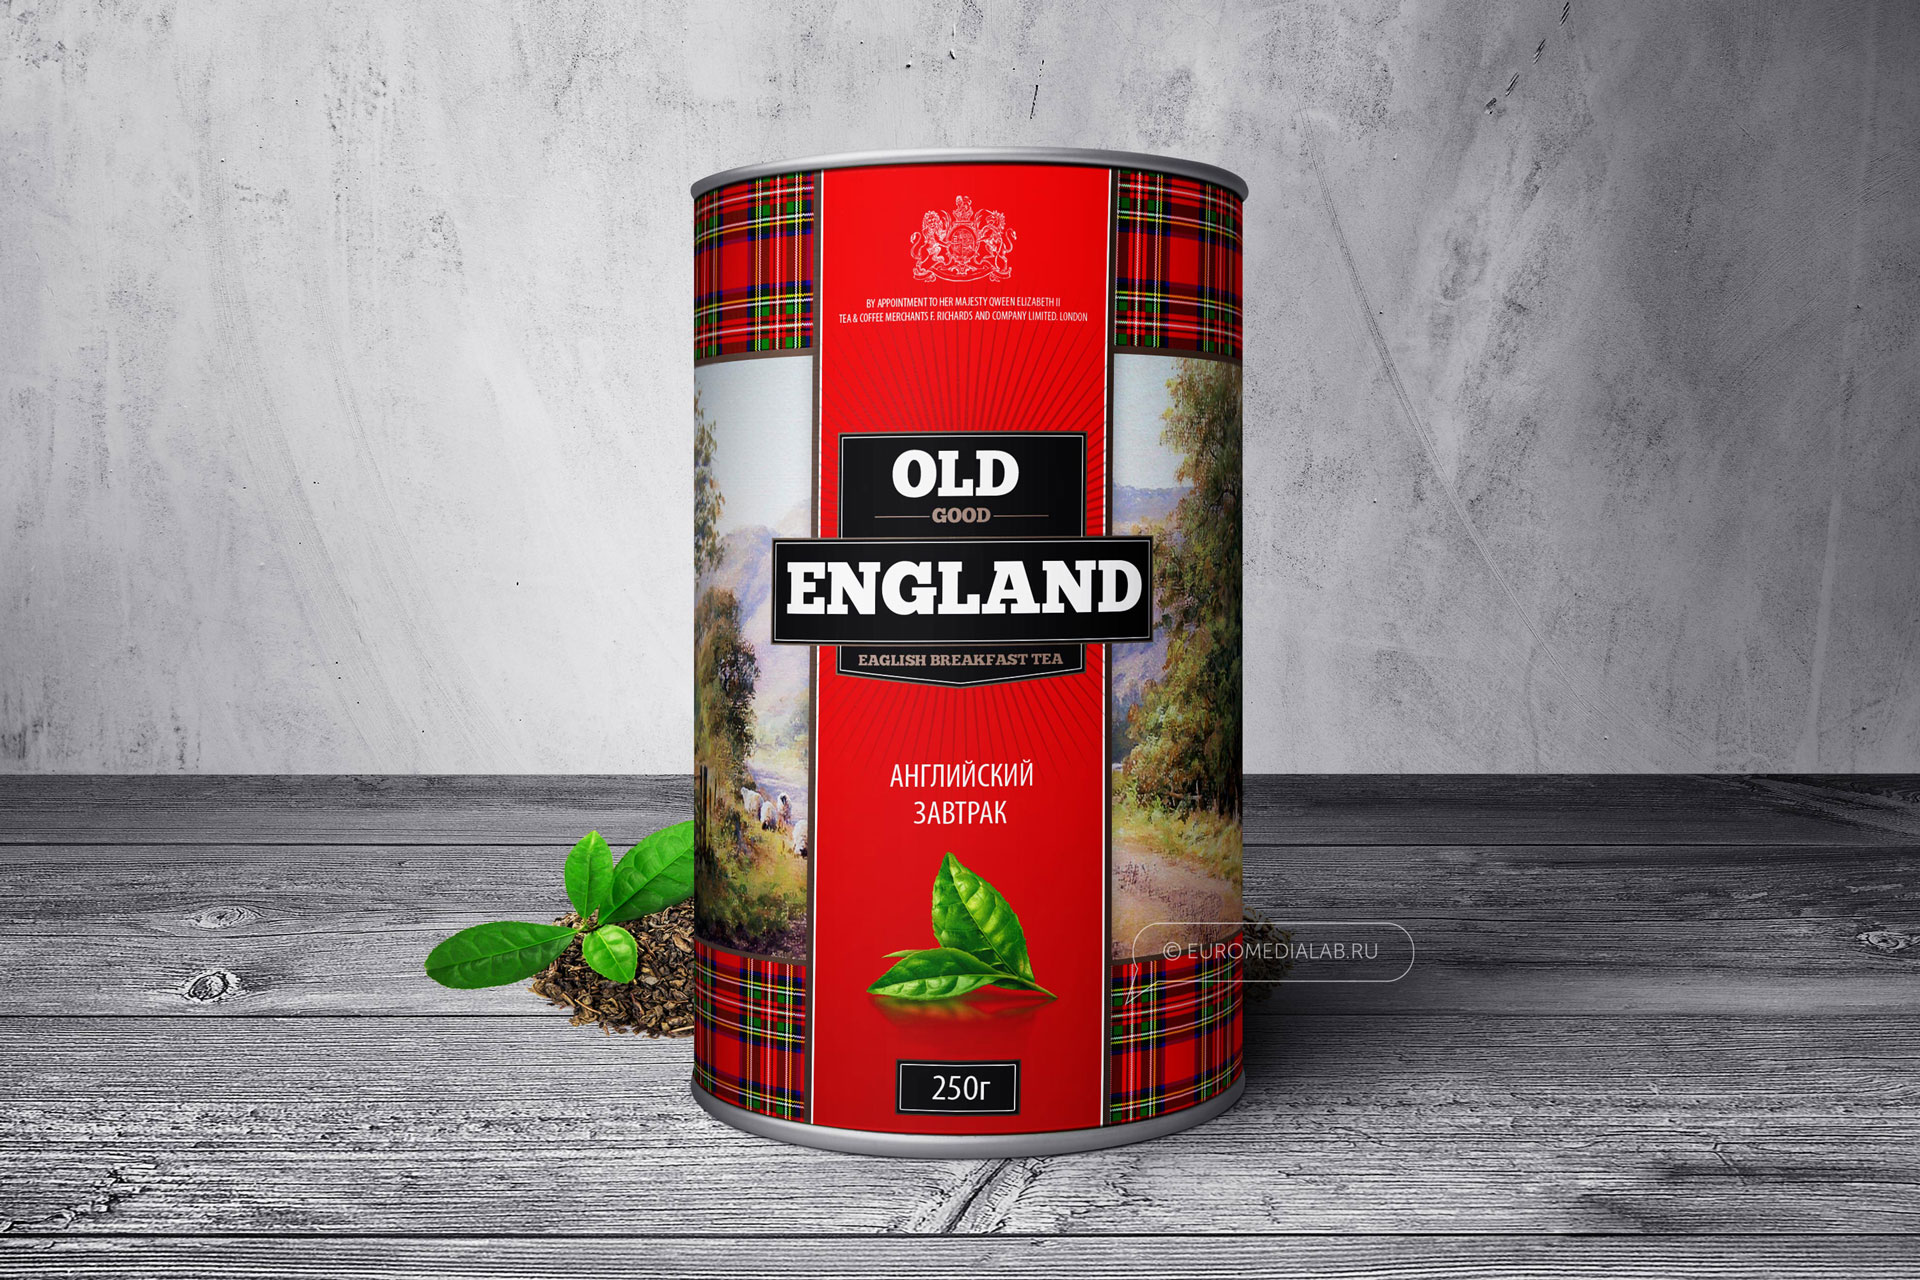 BY APPOINTMENT TO HER MAJESTY QWEEN ELIZABETH II
TEA & COFFEE MERCHANTS F. RICHARDS AND COMPANY LIMITED. LONDON
OLD
GOOD
ENGLAND
EAGLISH BREAKFAST TEA
АНГЛИЙСКИЙ
ЗАВТРАК
© EUROMEDIALAB.RU
250г